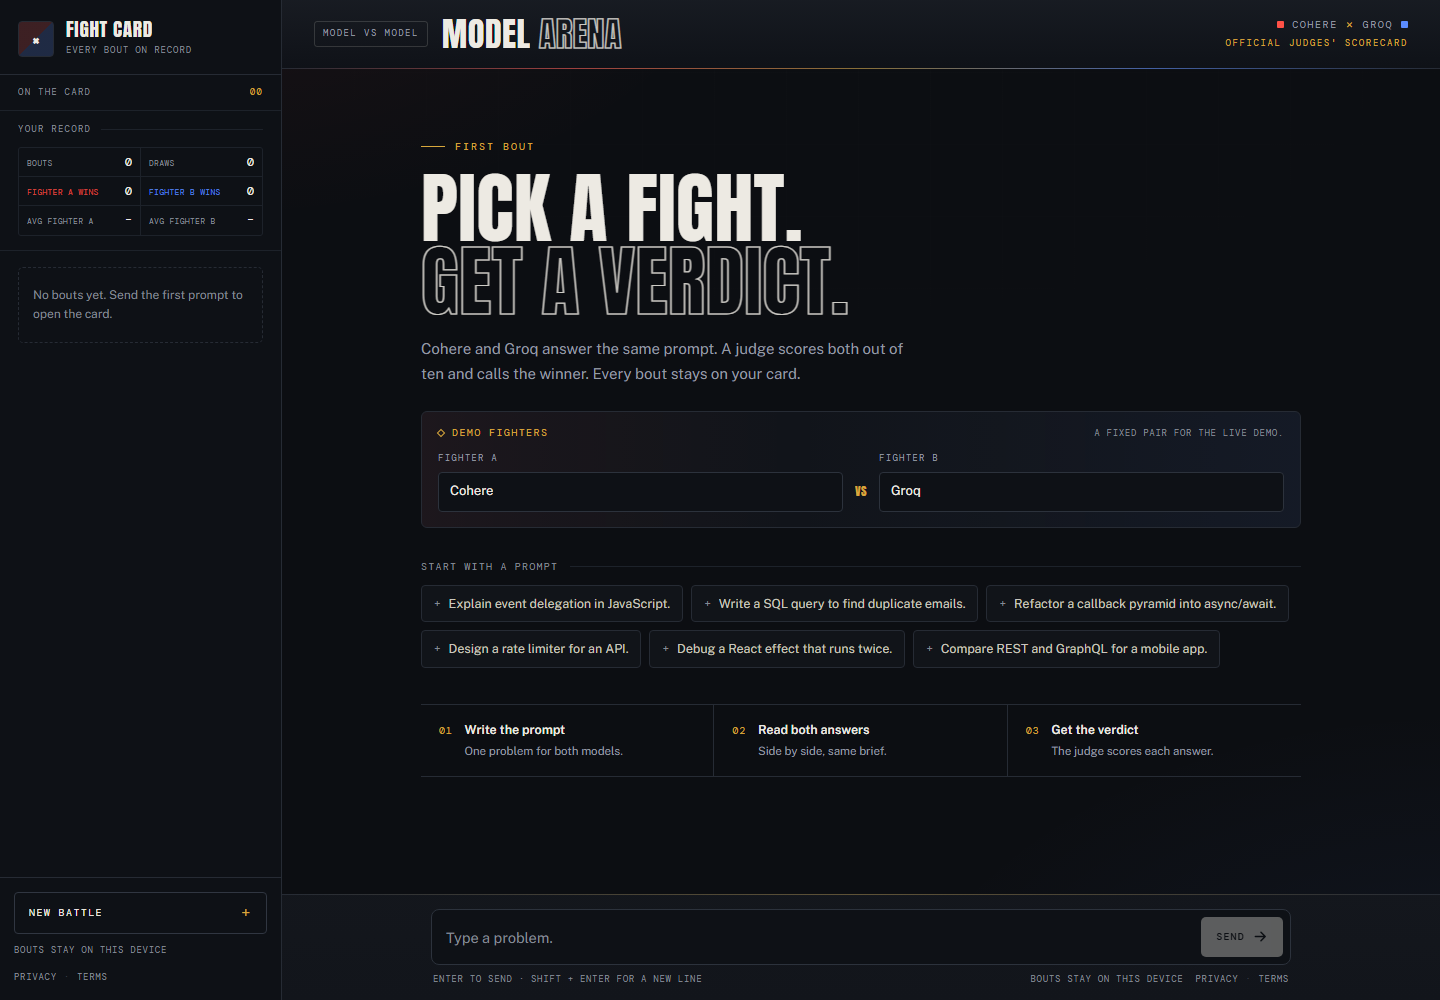 FIGHT CARD
EVERY BOUT ON RECORD
ON THE CARD 00
YOUR RECORD
BOUTS 0 DRAWS 0
FIGHTER A WINS 0 FIGHTER B WINS 0
AVG FIGHTER A – AVG FIGHTER B –
No bouts yet. Send the first prompt to
open the card.
NEW BATTLE +
BOUTS STAY ON THIS DEVICE
PRIVACY · TERMS
MODEL VS MODEL
MODEL ARENA
COHERE × GROQ
OFFICIAL JUDGES' SCORECARD
FIRST BOUT
PICK A FIGHT.
GET A VERDICT.
Cohere and Groq answer the same prompt. A judge scores both out of
ten and calls the winner. Every bout stays on your card.
DEMO FIGHTERS
A FIXED PAIR FOR THE LIVE DEMO.
FIGHTER A
FIGHTER B
Cohere
VS
Groq
START WITH A PROMPT
+ Explain event delegation in JavaScript.
+ Write a SQL query to find duplicate emails.
+ Refactor a callback pyramid into async/await.
+ Design a rate limiter for an API.
+ Debug a React effect that runs twice.
+ Compare REST and GraphQL for a mobile app.
01 Write the prompt
One problem for both models.
02 Read both answers
Side by side, same brief.
03 Get the verdict
The judge scores each answer.
Type a problem.
SEND →
ENTER TO SEND · SHIFT + ENTER FOR A NEW LINE
BOUTS STAY ON THIS DEVICE PRIVACY · TERMS